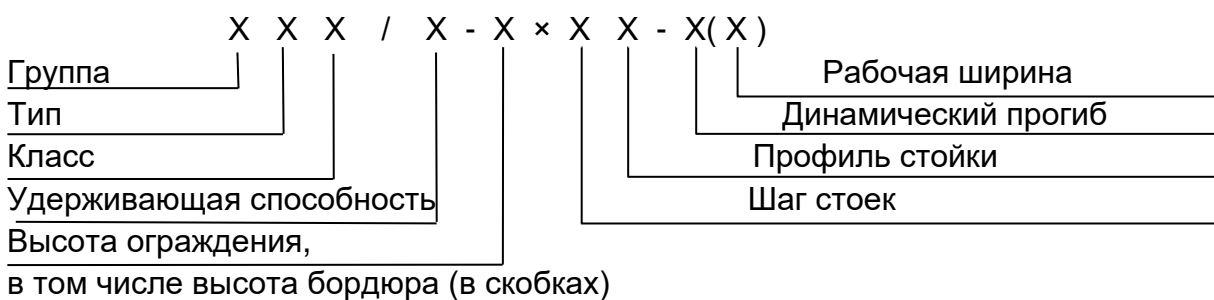 X X X / X - X × X X - X( X )
Группа Рабочая ширина
Тип Динамический прогиб
Класс Профиль стойки
Удерживающая способность Шаг стоек
Высота ограждения,
в том числе высота бордюра (в скобках)